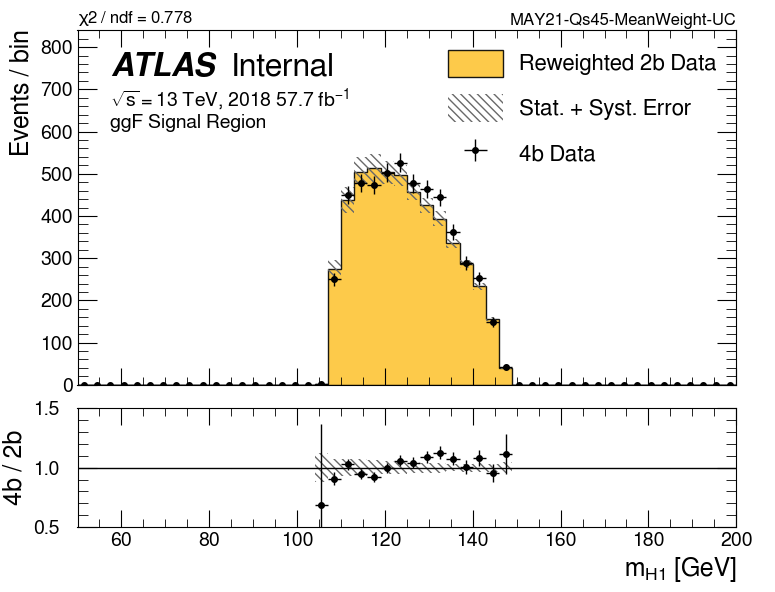 χ2 / ndf = 0.778
MAY21-Qs45-MeanWeight-UC
Events / bin
800
700
600
500
400
300
200
100
0
ATLAS Internal
√s = 13 TeV, 2018 57.7 fb−1
ggF Signal Region
Reweighted 2b Data
Stat. + Syst. Error
4b Data
4b / 2b
1.5
1.0
0.5
60 80 100 120 140 160 180 200
mH1 [GeV]